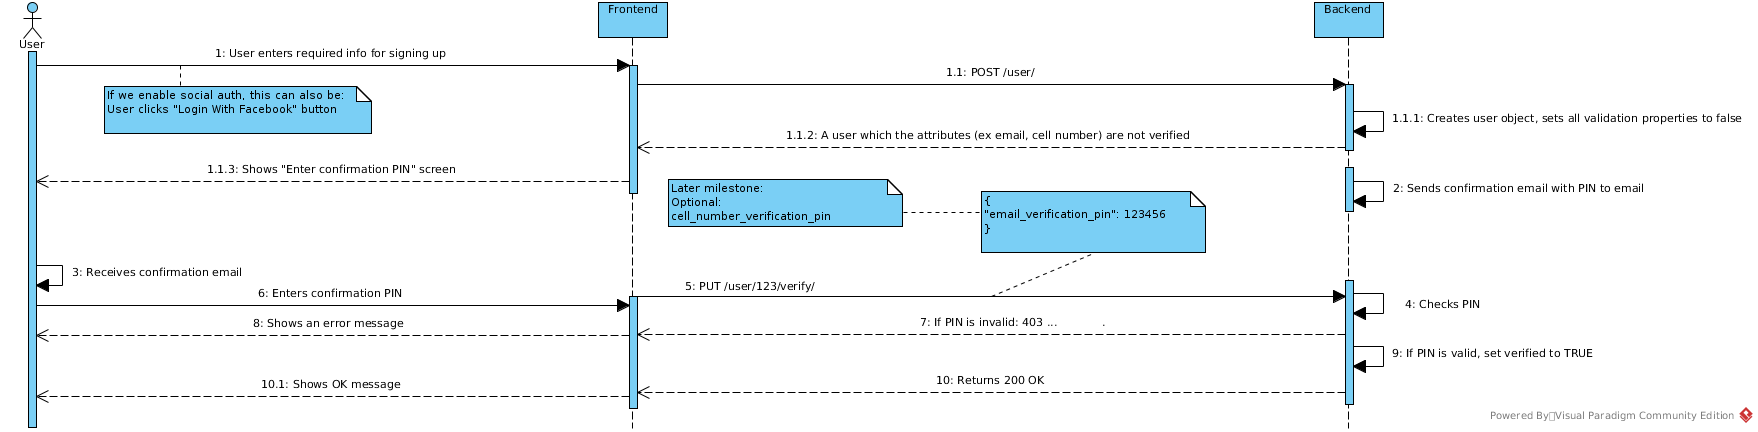 Frontend
Backend
User
1: User enters required info for signing up
1.1: POST /user/
If we enable social auth, this can also be:
User clicks "Login With Facebook" button
1.1.1: Creates user object, sets all validation properties to false
1.1.2: A user which the attributes (ex email, cell number) are not verified
1.1.3: Shows "Enter confirmation PIN" screen
Later milestone:
Optional:
cell_number_verification_pin
{
"email_verification_pin": 123456
}
2: Sends confirmation email with PIN to email
3: Receives confirmation email
6: Enters confirmation PIN
5: PUT /user/123/verify/
4: Checks PIN
8: Shows an error message
7: If PIN is invalid: 403 ... .
9: If PIN is valid, set verified to TRUE
10.1: Shows OK message
10: Returns 200 OK
Powered By Visual Paradigm Community Edition